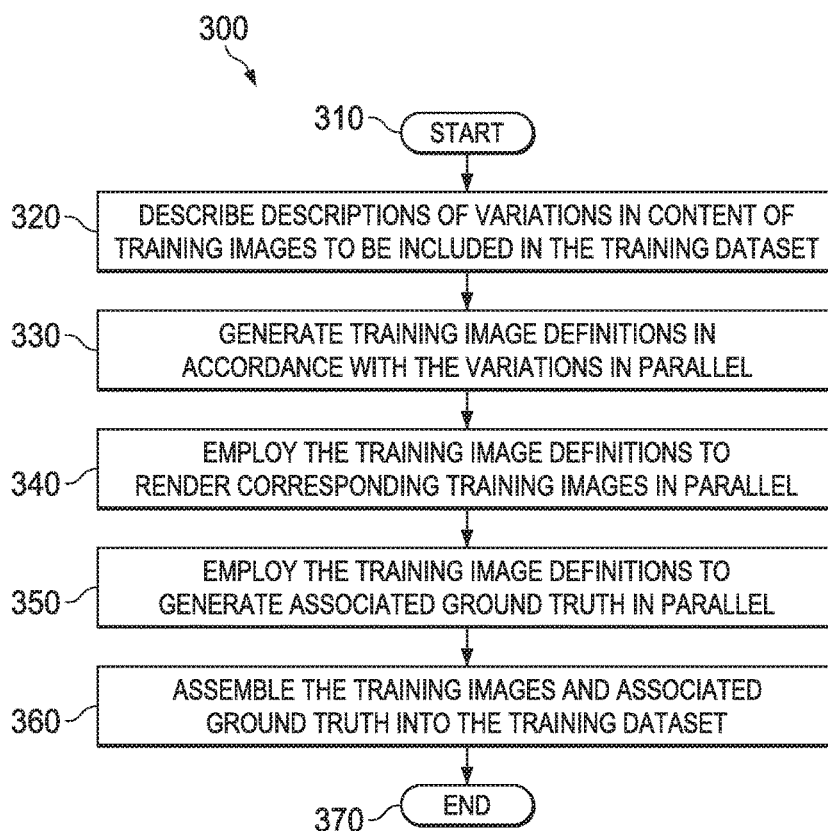 300
310
START
320
DESCRIBE DESCRIPTIONS OF VARIATIONS IN CONTENT OF
TRAINING IMAGES TO BE INCLUDED IN THE TRAINING DATASET
330
GENERATE TRAINING IMAGE DEFINITIONS IN
ACCORDANCE WITH THE VARIATIONS IN PARALLEL
340
EMPLOY THE TRAINING IMAGE DEFINITIONS TO
RENDER CORRESPONDING TRAINING IMAGES IN PARALLEL
350
EMPLOY THE TRAINING IMAGE DEFINITIONS TO
GENERATE ASSOCIATED GROUND TRUTH IN PARALLEL
360
ASSEMBLE THE TRAINING IMAGES AND ASSOCIATED
GROUND TRUTH INTO THE TRAINING DATASET
370
END